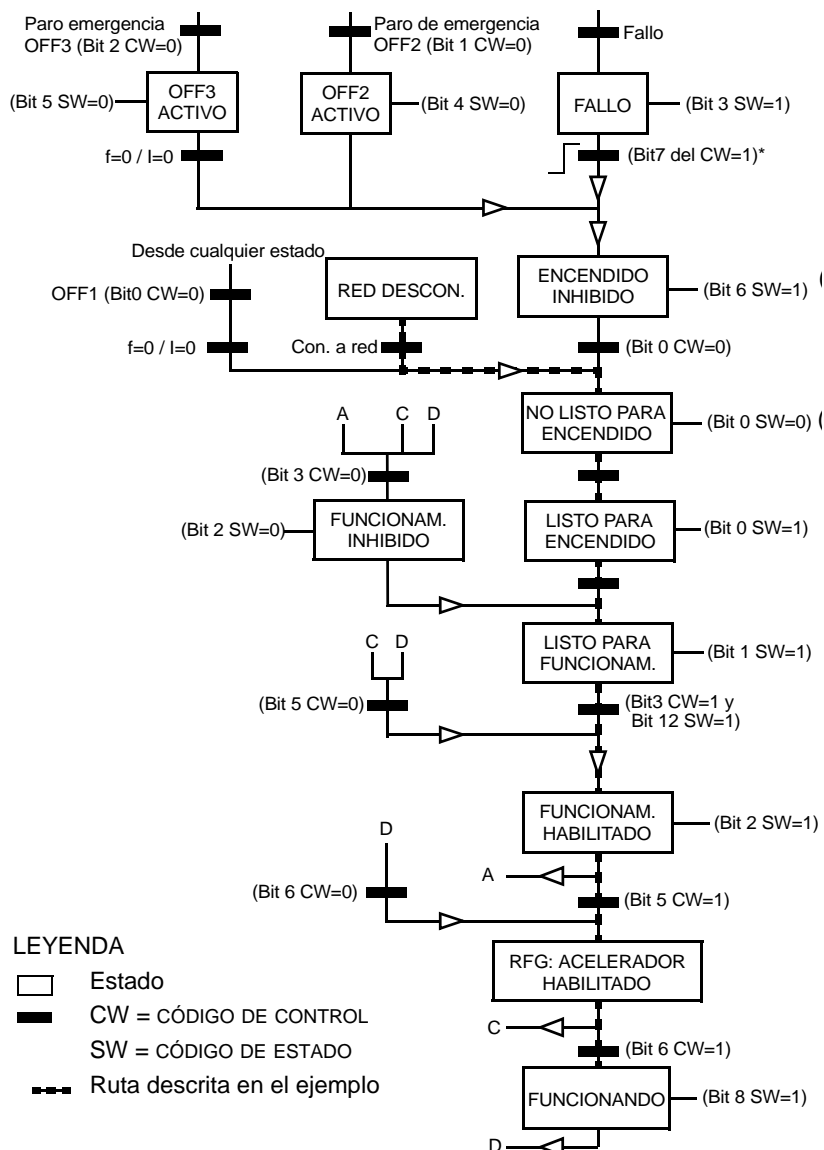 Paro emergencia
OFF3 (Bit 2 CW=0)
Paro de emergencia
OFF2 (Bit 1 CW=0)
Fallo
(Bit 5 SW=0)
OFF3
ACTIVO
OFF2
ACTIVO
(Bit 4 SW=0)
FALLO
(Bit 3 SW=1)
f=0 / I=0
(Bit7 del CW=1)*
Desde cualquier estado
OFF1 (Bit0 CW=0)
RED DESCON.
ENCENDIDO
INHIBIDO
(Bit 6 SW=1)
(
f=0 / I=0
Con. a red
(Bit 0 CW=0)
A
C
D
NO LISTO PARA
ENCENDIDO
(Bit 0 SW=0)
(
(Bit 3 CW=0)
(Bit 2 SW=0)
FUNCIONAM.
INHIBIDO
LISTO PARA
ENCENDIDO
(Bit 0 SW=1)
C
D
LISTO PARA
FUNCIONAM.
(Bit 1 SW=1)
(Bit 5 CW=0)
(Bit3 CW=1 y
Bit 12 SW=1)
D
FUNCIONAM.
HABILITADO
(Bit 2 SW=1)
A
(Bit 6 CW=0)
(Bit 5 CW=1)
RFG: ACELERADOR
HABILITADO
C
(Bit 6 CW=1)
FUNCIONANDO
(Bit 8 SW=1)
D
LEYENDA
Estado
CW = CÓDIGO DE CONTROL
SW = CÓDIGO DE ESTADO
Ruta descrita en el ejemplo